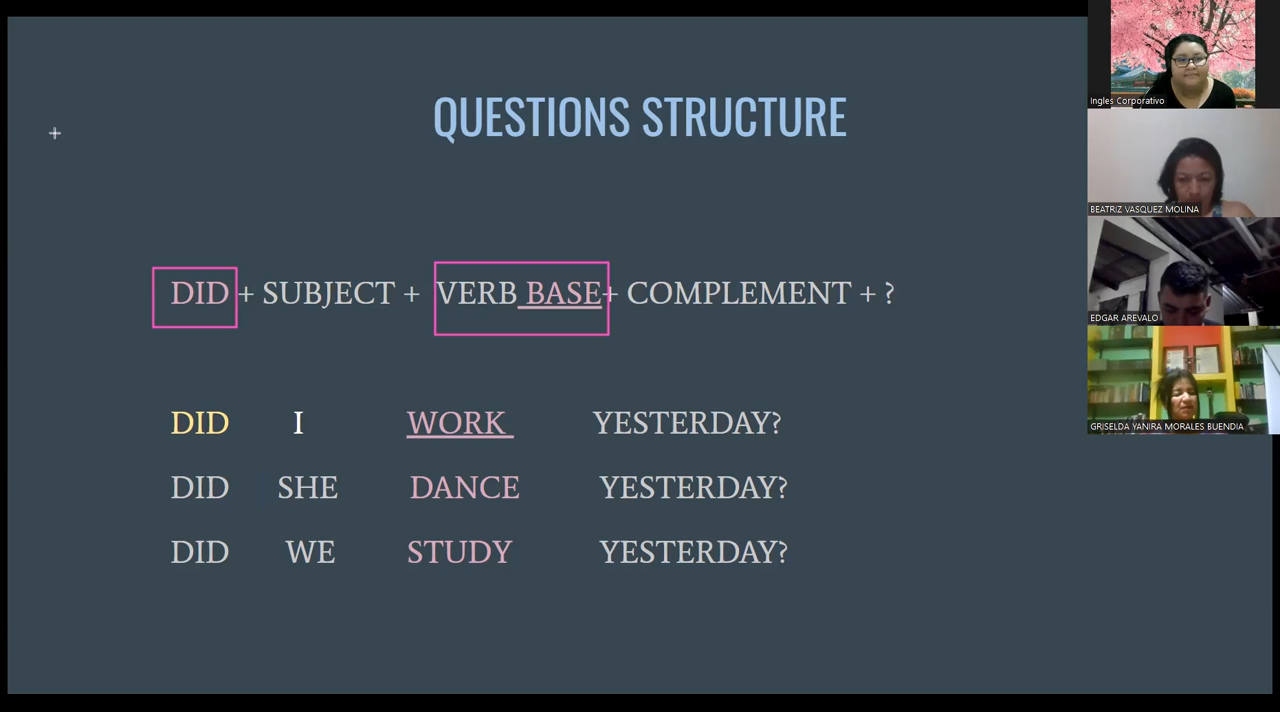 QUESTIONS STRUCTURE
DID + SUBJECT + VERB BASE + COMPLEMENT + ?
DID I WORK YESTERDAY?
DID SHE DANCE YESTERDAY?
DID WE STUDY YESTERDAY?
Ingles Corporativo
BEATRIZ VASQUEZ MOLINA
EDGAR AREVALO
GRISELDA YANIRA MORALES BUENDIA